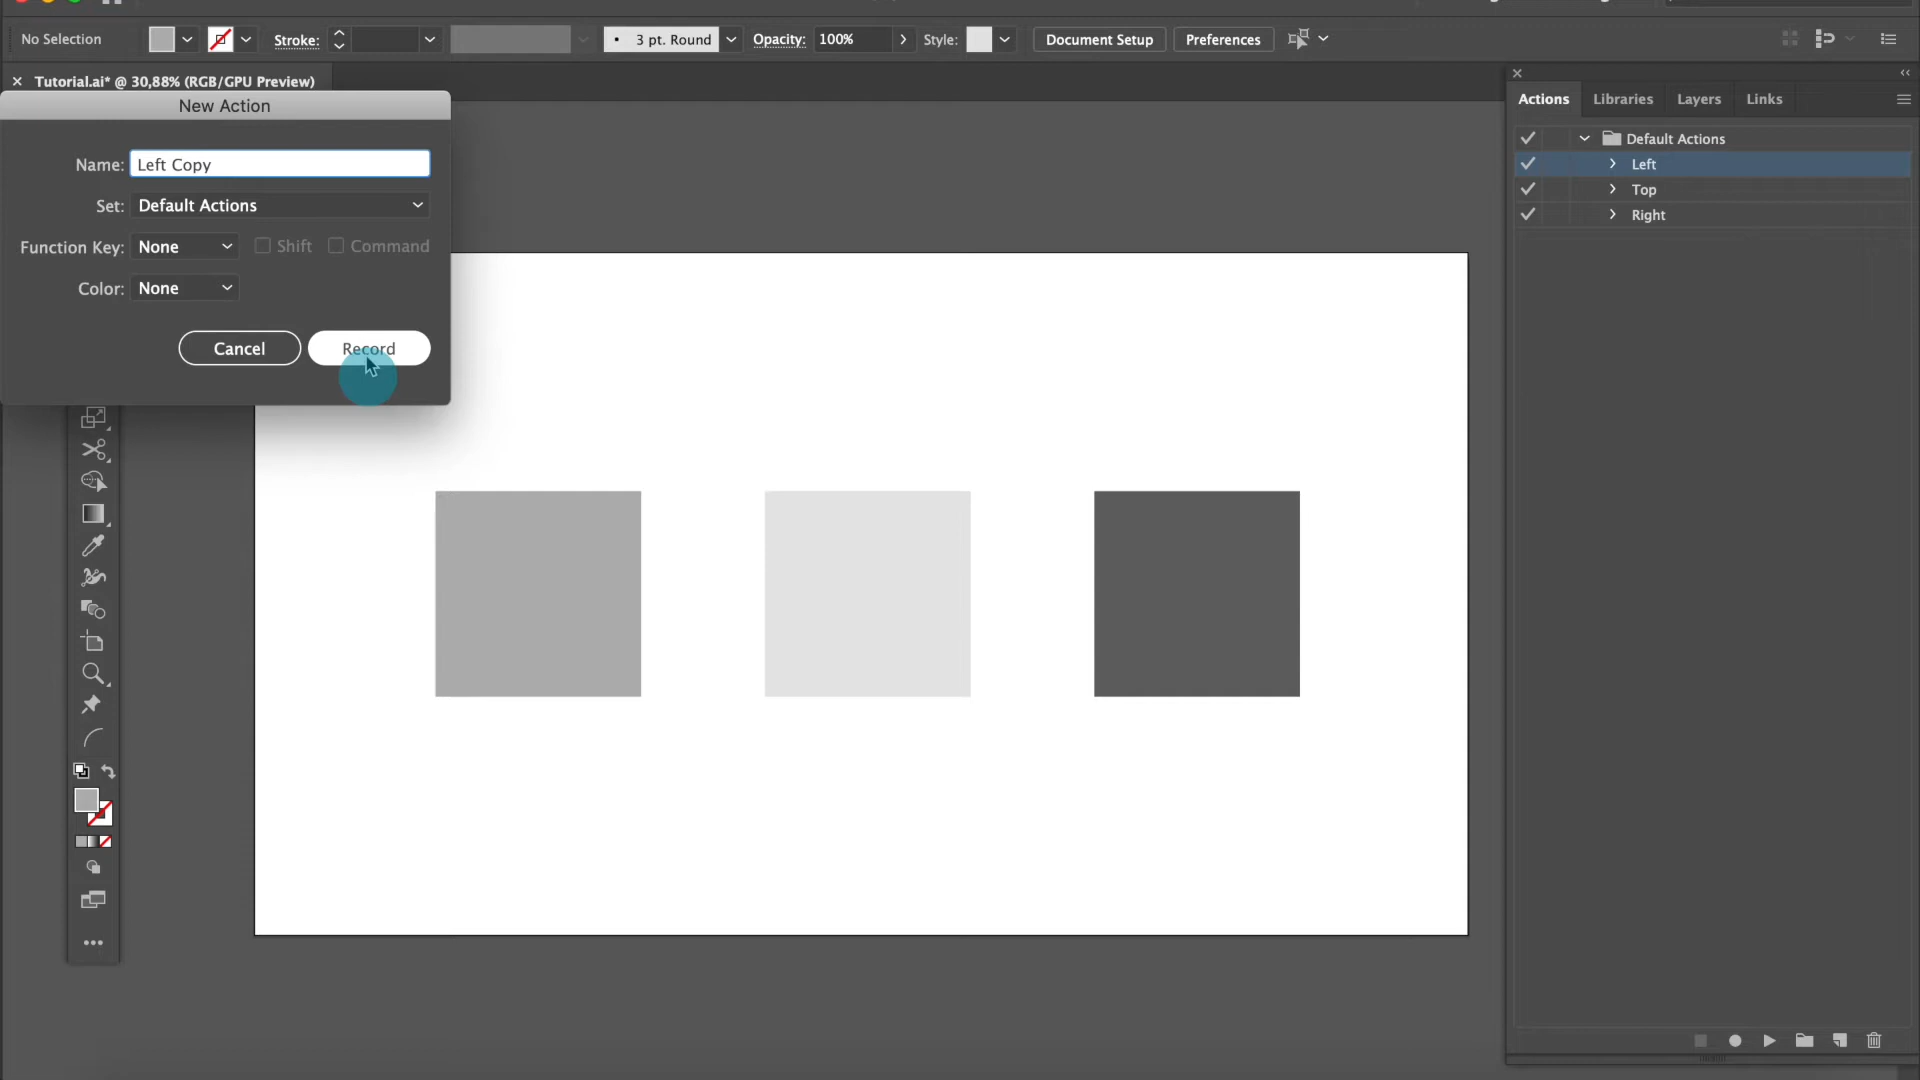 No Selection
Stroke:
3 pt. Round
Opacity:
100%
Style:
Document Setup
Preferences
Tutorial.ai* @ 30,88% (RGB/GPU Preview)
New Action
Name: Left Copy
Set: Default Actions
Function Key: None Shift Command
Color: None
Cancel
Record
Actions
Libraries
Layers
Links
Default Actions
Left
Top
Right